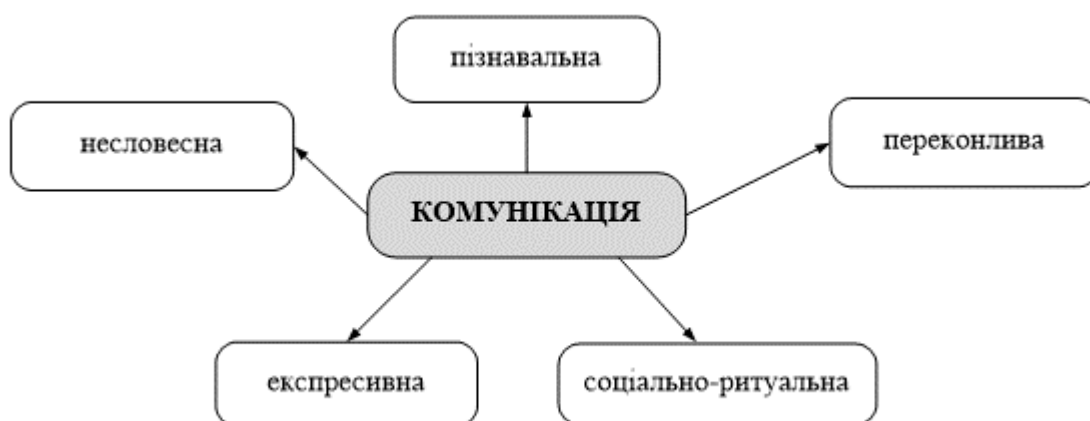 пізнавальна
несловесна
переконлива
КОМУНІКАЦІЯ
експресивна
соціально-ритуальна